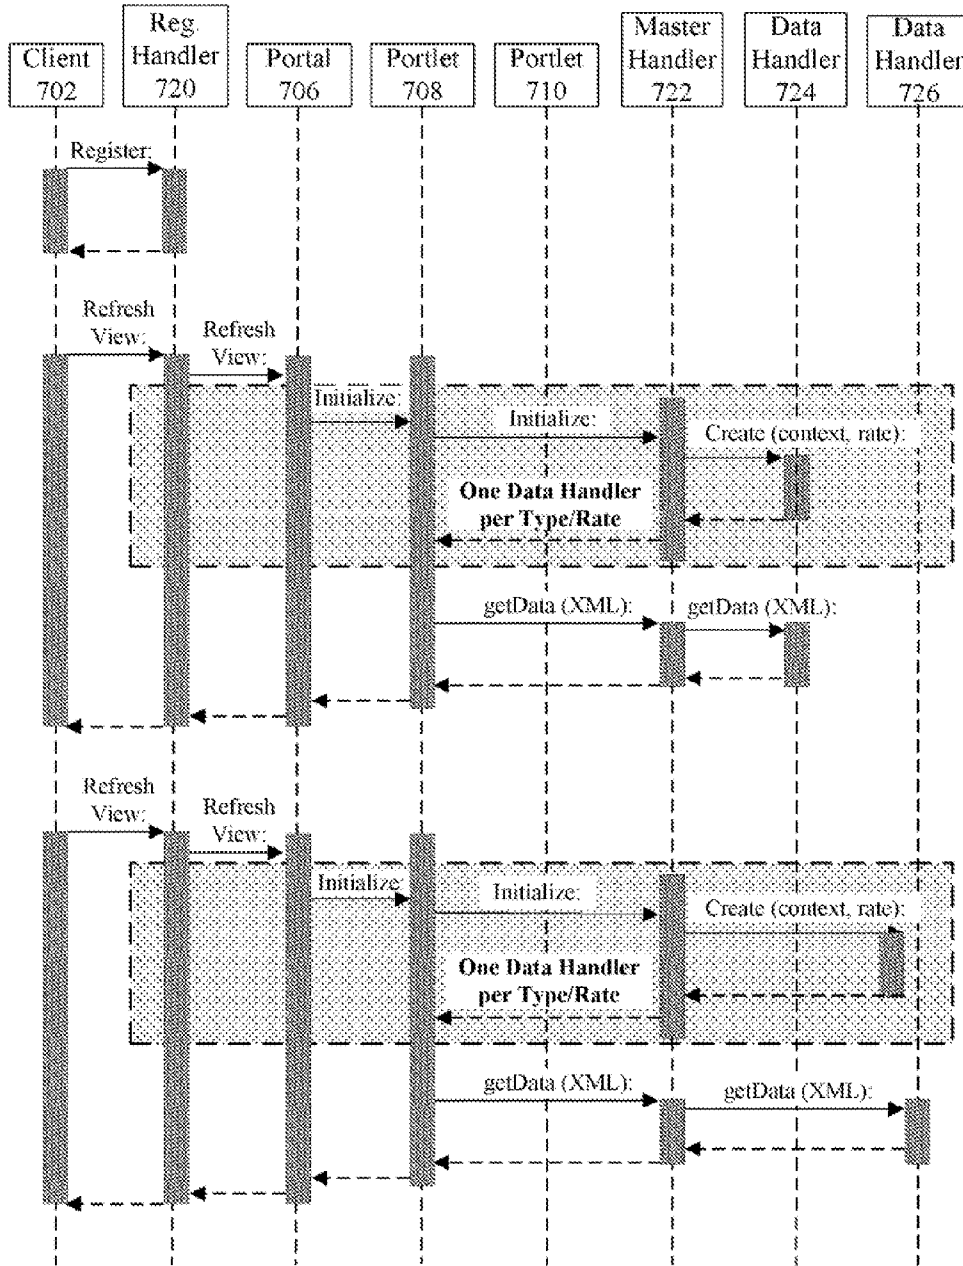 Client
702
Reg.
Handler
720
Portal
706
Portlet
708
Portlet
710
Master
Handler
722
Data
Handler
724
Data
Handler
726
Register:
Refresh
View:
Refresh
View:
Initialize:
Initialize:
Create (context, rate):
One Data Handler
per Type/Rate
getData (XML):
getData (XML):
Refresh
View:
Refresh
View:
Initialize:
Initialize:
Create (context, rate):
One Data Handler
per Type/Rate
getData (XML):
getData (XML):